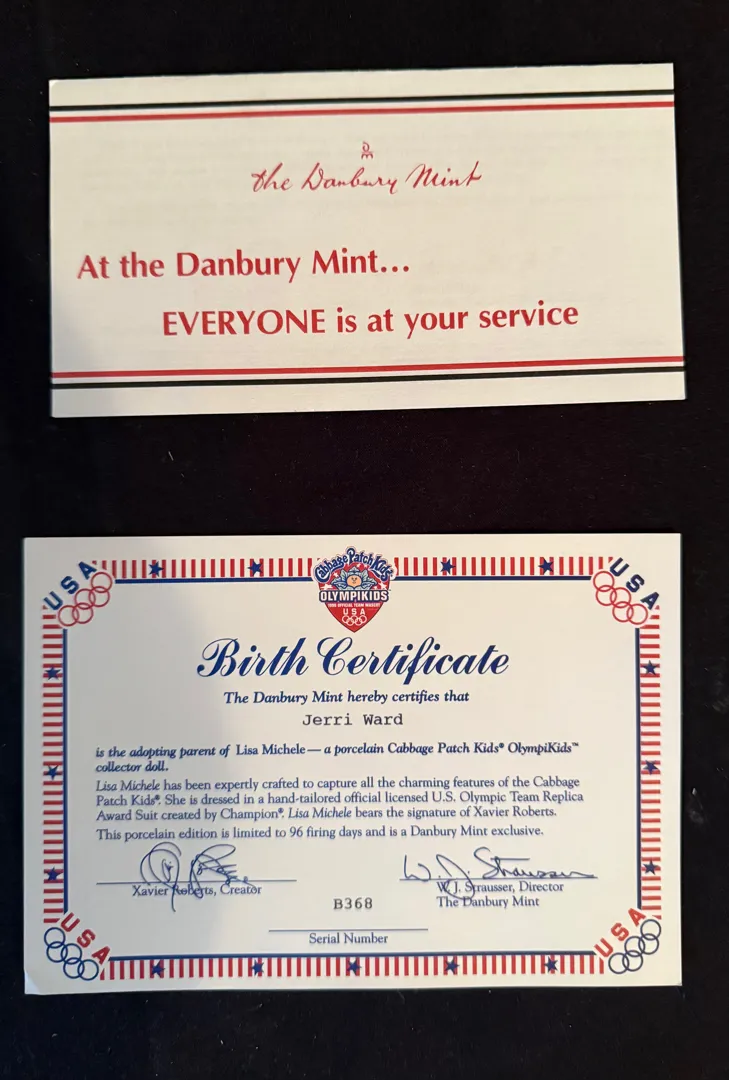 the Danbury Mint
At the Danbury Mint...
EVERYONE is at your service
USA
Cabbage Patch Kids
OLYMPIKIDS
1996 OFFICIAL TEAM MASCOT
USA
USA
Birth Certificate
The Danbury Mint hereby certifies that
Jerri Ward
is the adopting parent of Lisa Michele — a porcelain Cabbage Patch Kids® OlympiKids™
collector doll.
Lisa Michele has been expertly crafted to capture all the charming features of the Cabbage
Patch Kids®. She is dressed in a hand-tailored official licensed U.S. Olympic Team Replica
Award Suit created by Champion®. Lisa Michele bears the signature of Xavier Roberts.
This porcelain edition is limited to 96 firing days and is a Danbury Mint exclusive.
W. J. Strausser
Xavier Roberts, Creator
W. J. Strausser, Director
The Danbury Mint
B368
Serial Number
USA
USA